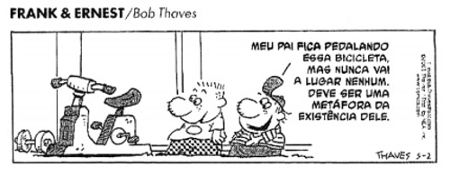 FRANK & ERNEST/Bob Thaves
MEU PAI FICA PEDALANDO
ESSA BICICLETA,
MAS NUNCA VAI
A LUGAR NENHUM.
DEVE SER UMA
METÁFORA DA
EXISTÊNCIA DELE.
THAVES 5-2